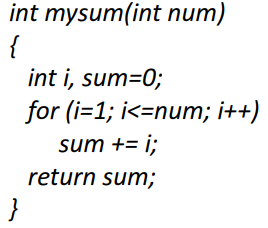 int mysum(int num)
{
int i, sum=0;
for (i=1; i<=num; i++)
sum += i;
return sum;
}